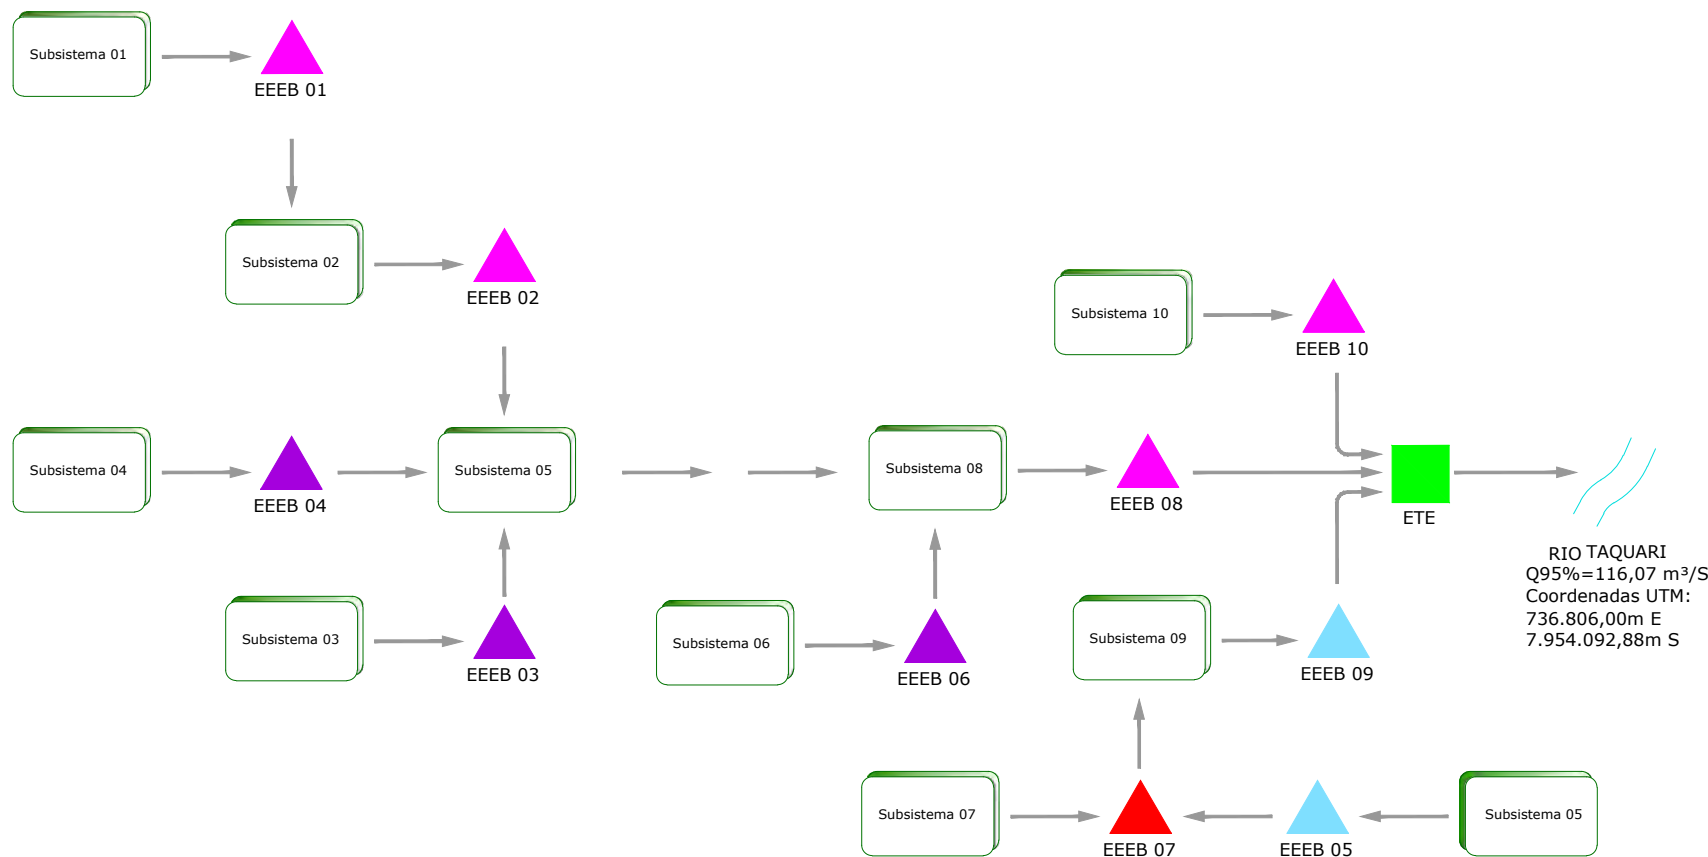 Subsistema 01
EEEB 01
Subsistema 02
EEEB 02
Subsistema 10
EEEB 10
Subsistema 04
EEEB 04
Subsistema 05
Subsistema 08
EEEB 08
ETE
RIO TAQUARI
Q95%=116,07 m³/S
Coordenadas UTM:
736.806,00m E
7.954.092,88m S
Subsistema 03
EEEB 03
Subsistema 06
EEEB 06
Subsistema 09
EEEB 09
Subsistema 07
EEEB 07
EEEB 05
Subsistema 05